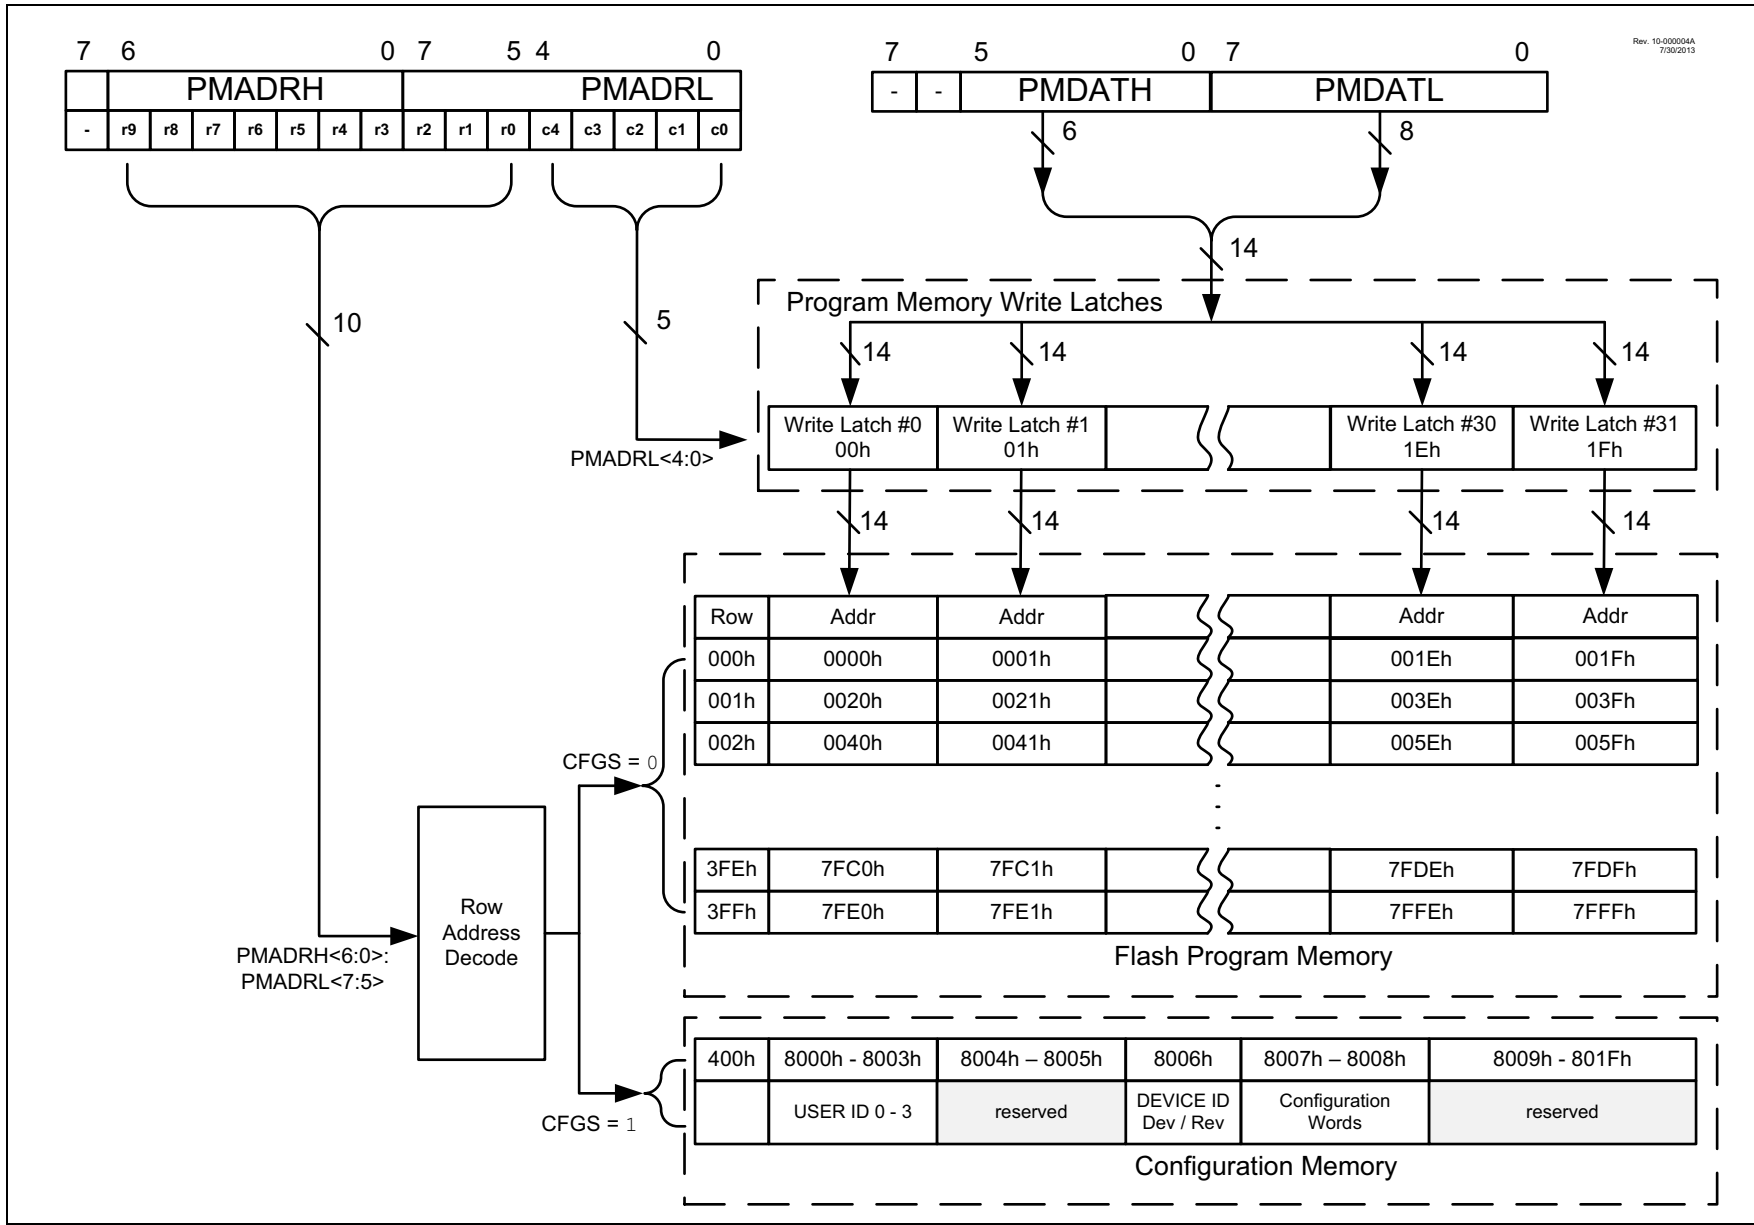 7 6 0 7 5 4 0
PMADRH PMADRL
- r9 r8 r7 r6 r5 r4 r3 r2 r1 r0 c4 c3 c2 c1 c0
7 5 0 7 0
- - PMDATH PMDATL
Rev. 10-000004A
7/30/2013
6 8
14
10
5
PMADRL<4:0>
Program Memory Write Latches
14 14 14 14
Write Latch #0 Write Latch #1 Write Latch #30 Write Latch #31
00h 01h 1Eh 1Fh
14 14 14 14
Row Addr Addr Addr Addr
000h 0000h 0001h 001Eh 001Fh
001h 0020h 0021h 003Eh 003Fh
002h 0040h 0041h 005Eh 005Fh
CFGS = 0
3FEh 7FC0h 7FC1h 7FDEh 7FDFh
3FFh 7FE0h 7FE1h 7FFEh 7FFFh
Flash Program Memory
Row
Address
Decode
PMADRH<6:0>:
PMADRL<7:5>
CFGS = 1
400h 8000h - 8003h 8004h – 8005h 8006h 8007h – 8008h 8009h - 801Fh
USER ID 0 - 3 reserved DEVICE ID Configuration reserved
Dev / Rev Words
Configuration Memory